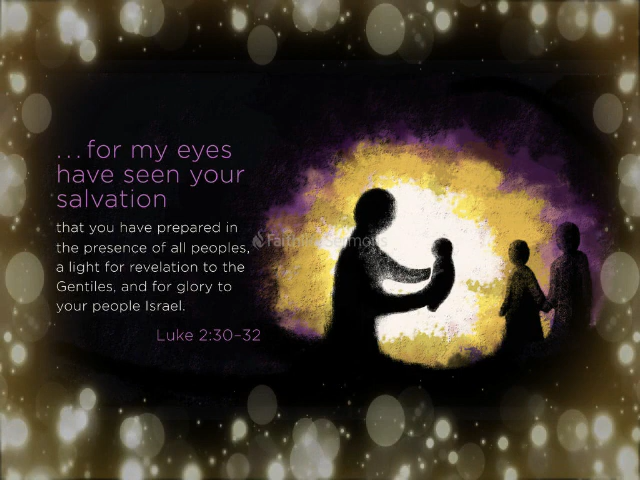 ...for my eyes
have seen your
salvation
that you have prepared in
the presence of all peoples,
a light for revelation to the
Gentiles, and for glory to
your people Israel.
Luke 2:30–32